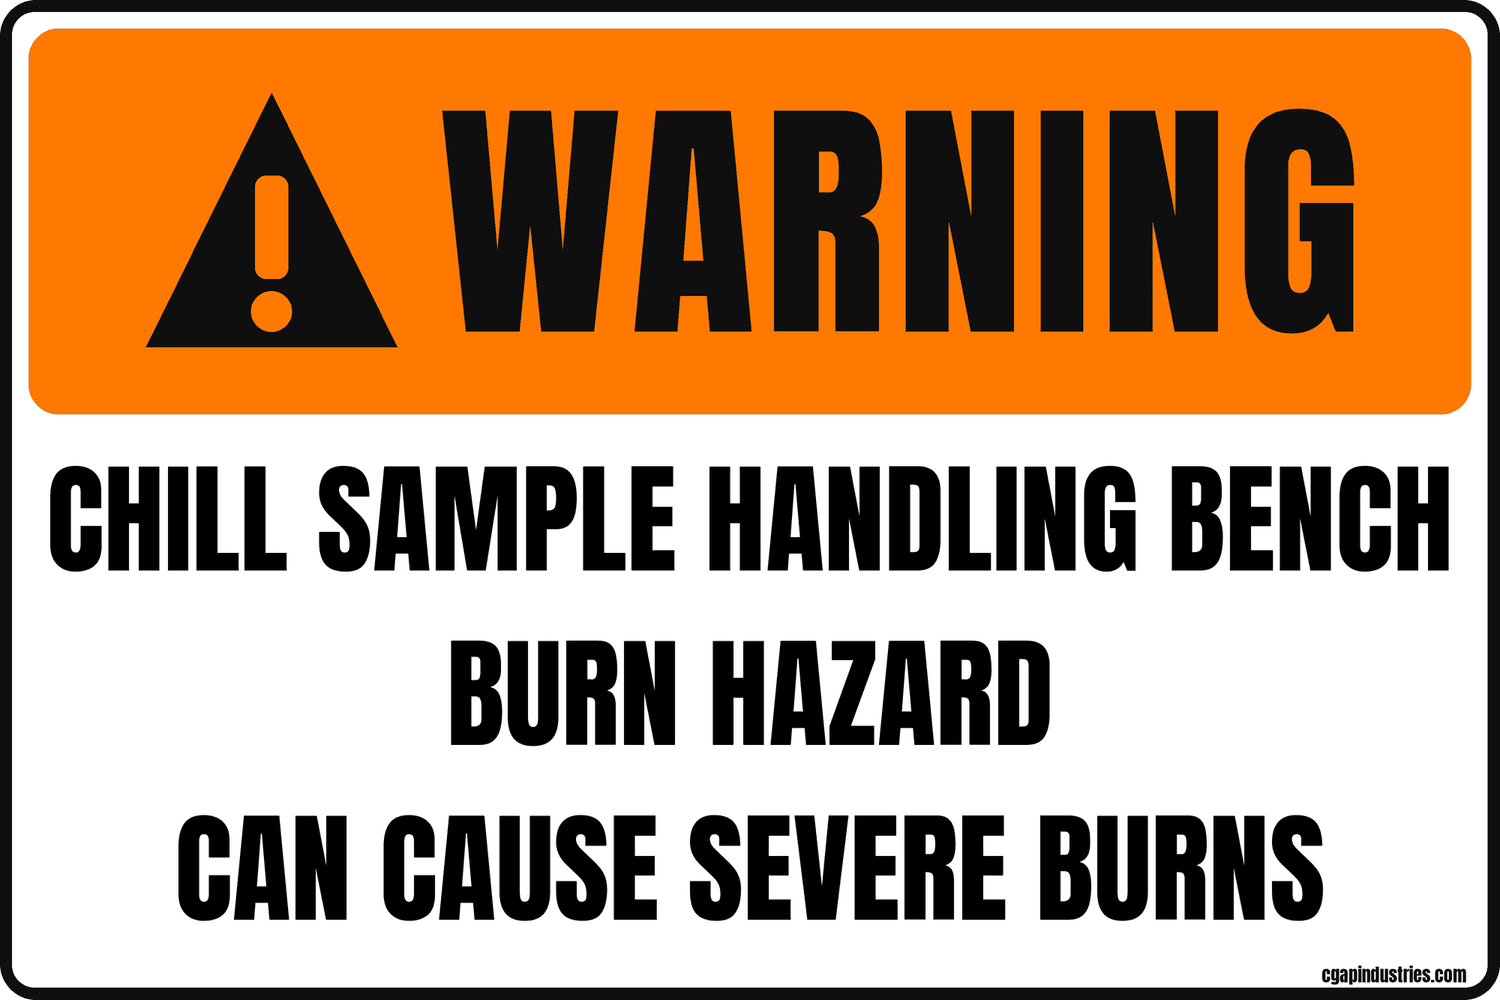 WARNING
CHILL SAMPLE HANDLING BENCH
BURN HAZARD
CAN CAUSE SEVERE BURNS
cgapindustries.com